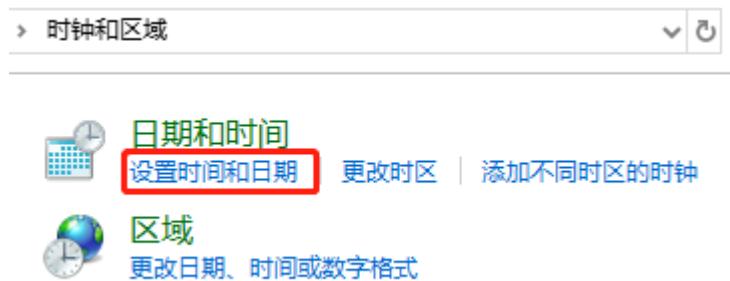 时钟和区域
日期和时间
设置时间和日期 更改时区 添加不同时区的时钟
区域
更改日期、时间或数字格式